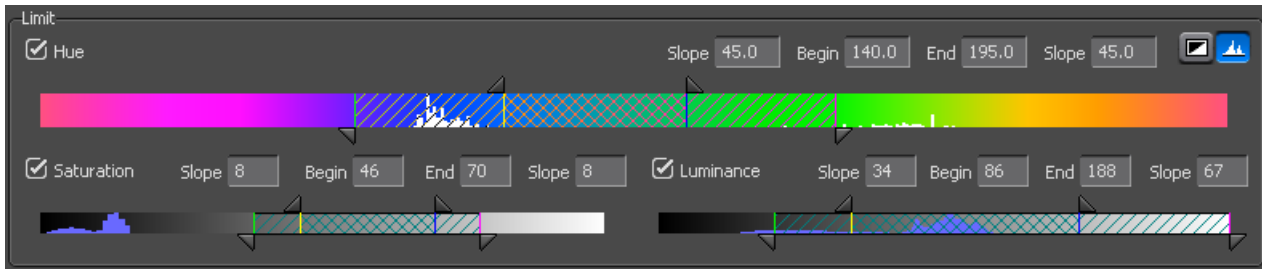 Limit
Hue Slope 45.0 Begin 140.0 End 195.0 Slope 45.0
Saturation Slope 8 Begin 46 End 70 Slope 8 Luminance Slope 34 Begin 86 End 188 Slope 67